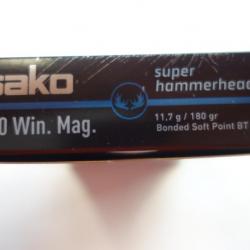 sako
super
hammerhead
0 Win. Mag.
11.7 g / 180 gr
Bonded Soft Point BT